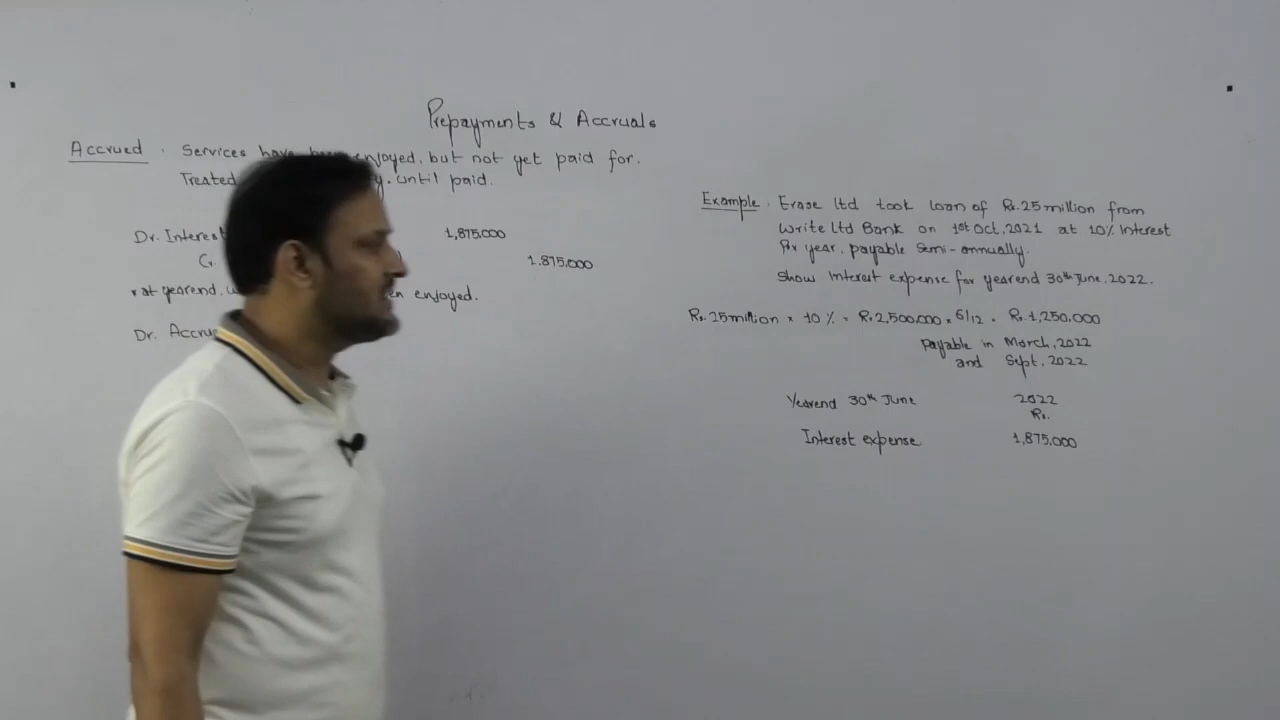 Prepayments & Accruals
Accrued. Services have been enjoyed, but not yet paid for.
Treated until paid.
Dr. Interest 1,875,000
Cr. 1.875,000
at yearend, enjoyed.
Dr. Accru
Example. Erase ltd took loan of Rs.25 million from
Write ltd Bank on 1st Oct, 2021 at 10% Interest
Per year, payable semi-annually.
Show Interest expense for yearend 30th June, 2022.
Rs. 25 million × 10% = Rs. 2,500,000 × 6/12 = Rs. 1,250,000
payable in March, 2022
and Sept, 2022
Yearend 30th June 2022
Rs.
Interest expense 1,875,000